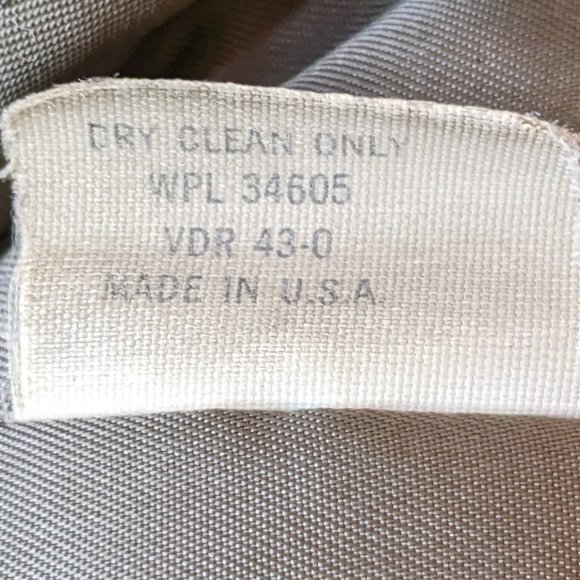 DRY CLEAN ONLY
WPL 34605
VDR 43-0
MADE IN U.S.A.